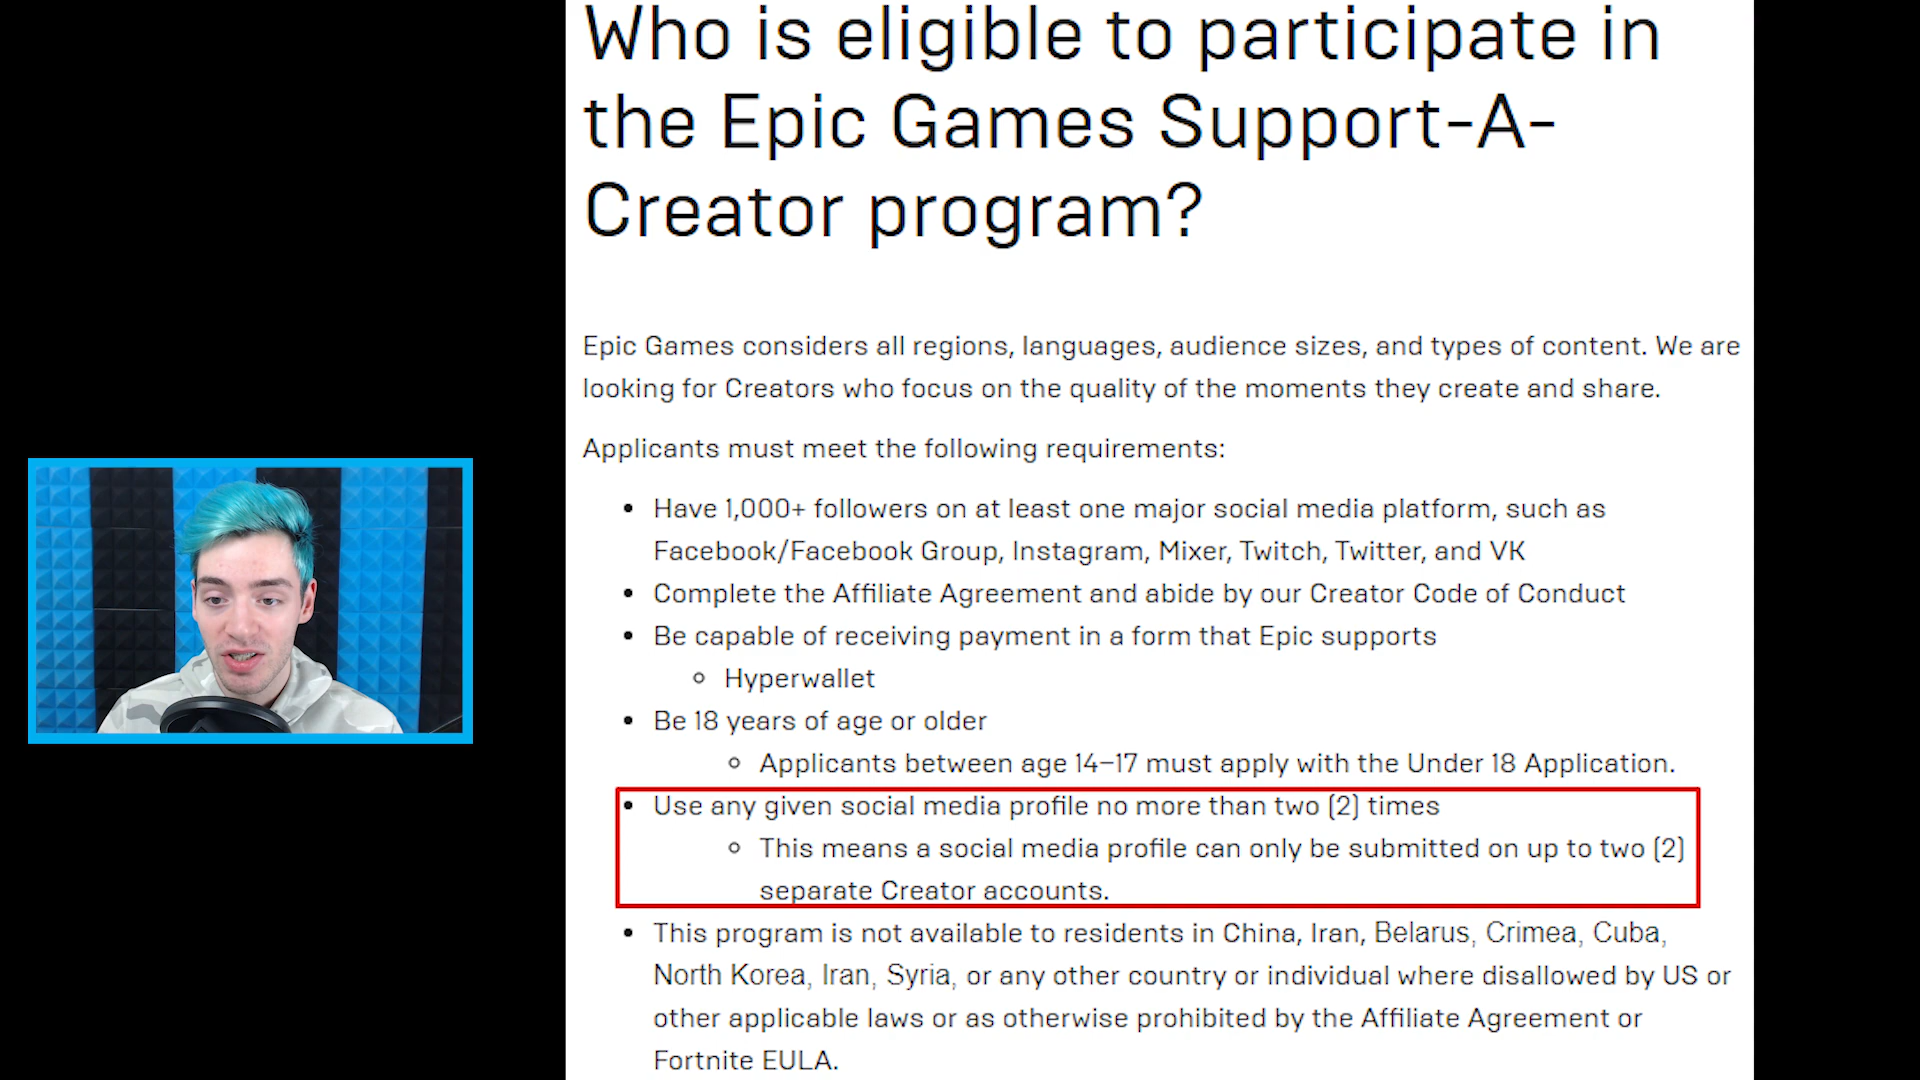 Who is eligible to participate in
the Epic Games Support-A-
Creator program?
Epic Games considers all regions, languages, audience sizes, and types of content. We are
looking for Creators who focus on the quality of the moments they create and share.
Applicants must meet the following requirements:
• Have 1,000+ followers on at least one major social media platform, such as
Facebook/Facebook Group, Instagram, Mixer, Twitch, Twitter, and VK
• Complete the Affiliate Agreement and abide by our Creator Code of Conduct
• Be capable of receiving payment in a form that Epic supports
○ Hyperwallet
• Be 18 years of age or older
○ Applicants between age 14–17 must apply with the Under 18 Application.
• Use any given social media profile no more than two (2) times
○ This means a social media profile can only be submitted on up to two (2)
separate Creator accounts.
• This program is not available to residents in China, Iran, Belarus, Crimea, Cuba,
North Korea, Iran, Syria, or any other country or individual where disallowed by US or
other applicable laws or as otherwise prohibited by the Affiliate Agreement or
Fortnite EULA.